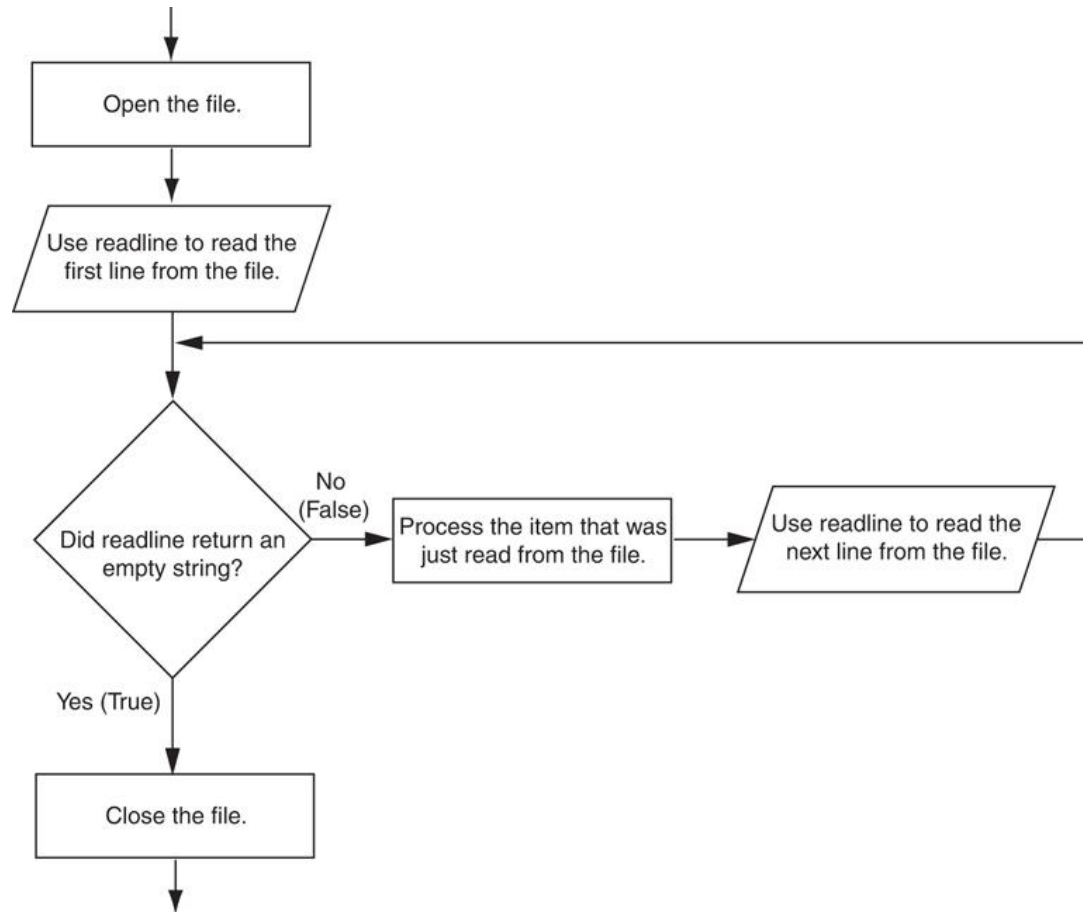 Open the file.
Use readline to read the
first line from the file.
No
(False)
Did readline return an
empty string?
Process the item that was
just read from the file.
Use readline to read the
next line from the file.
Yes (True)
Close the file.